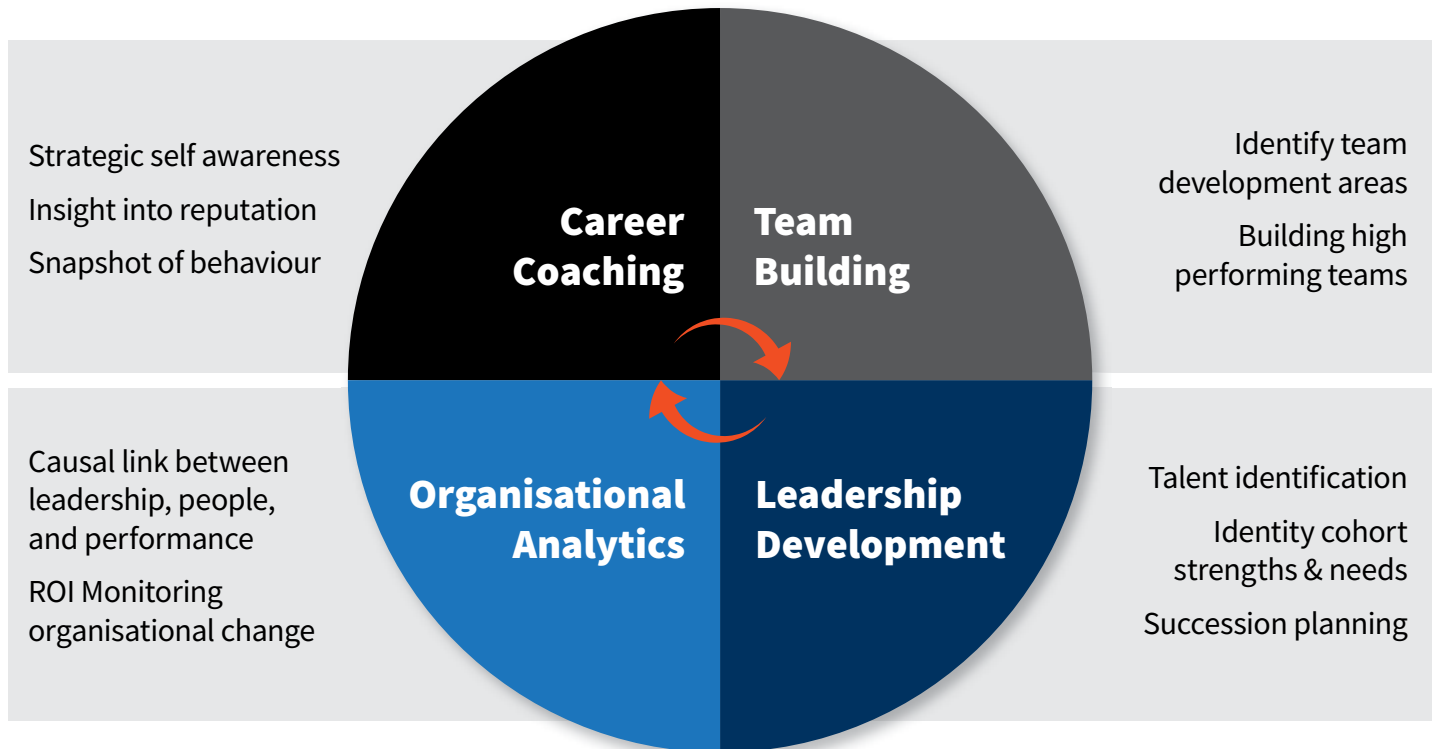 Strategic self awareness
Insight into reputation
Snapshot of behaviour
Career
Coaching
Team
Building
Identify team
development areas
Building high
performing teams
Causal link between
leadership, people,
and performance
ROI Monitoring
organisational change
Organisational
Analytics
Leadership
Development
Talent identification
Identity cohort
strengths & needs
Succession planning